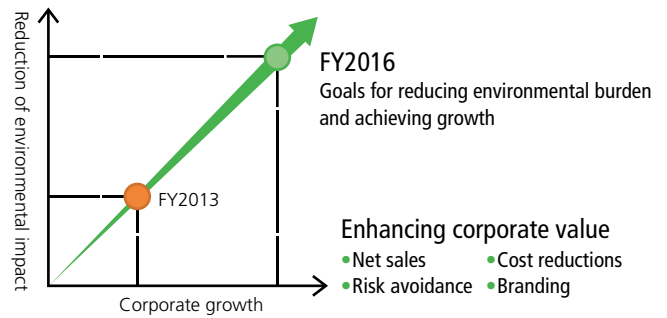 Reduction of environmental impact
FY2016
Goals for reducing environmental burden
and achieving growth
FY2013
Enhancing corporate value
•Net sales •Cost reductions
•Risk avoidance •Branding
Corporate growth